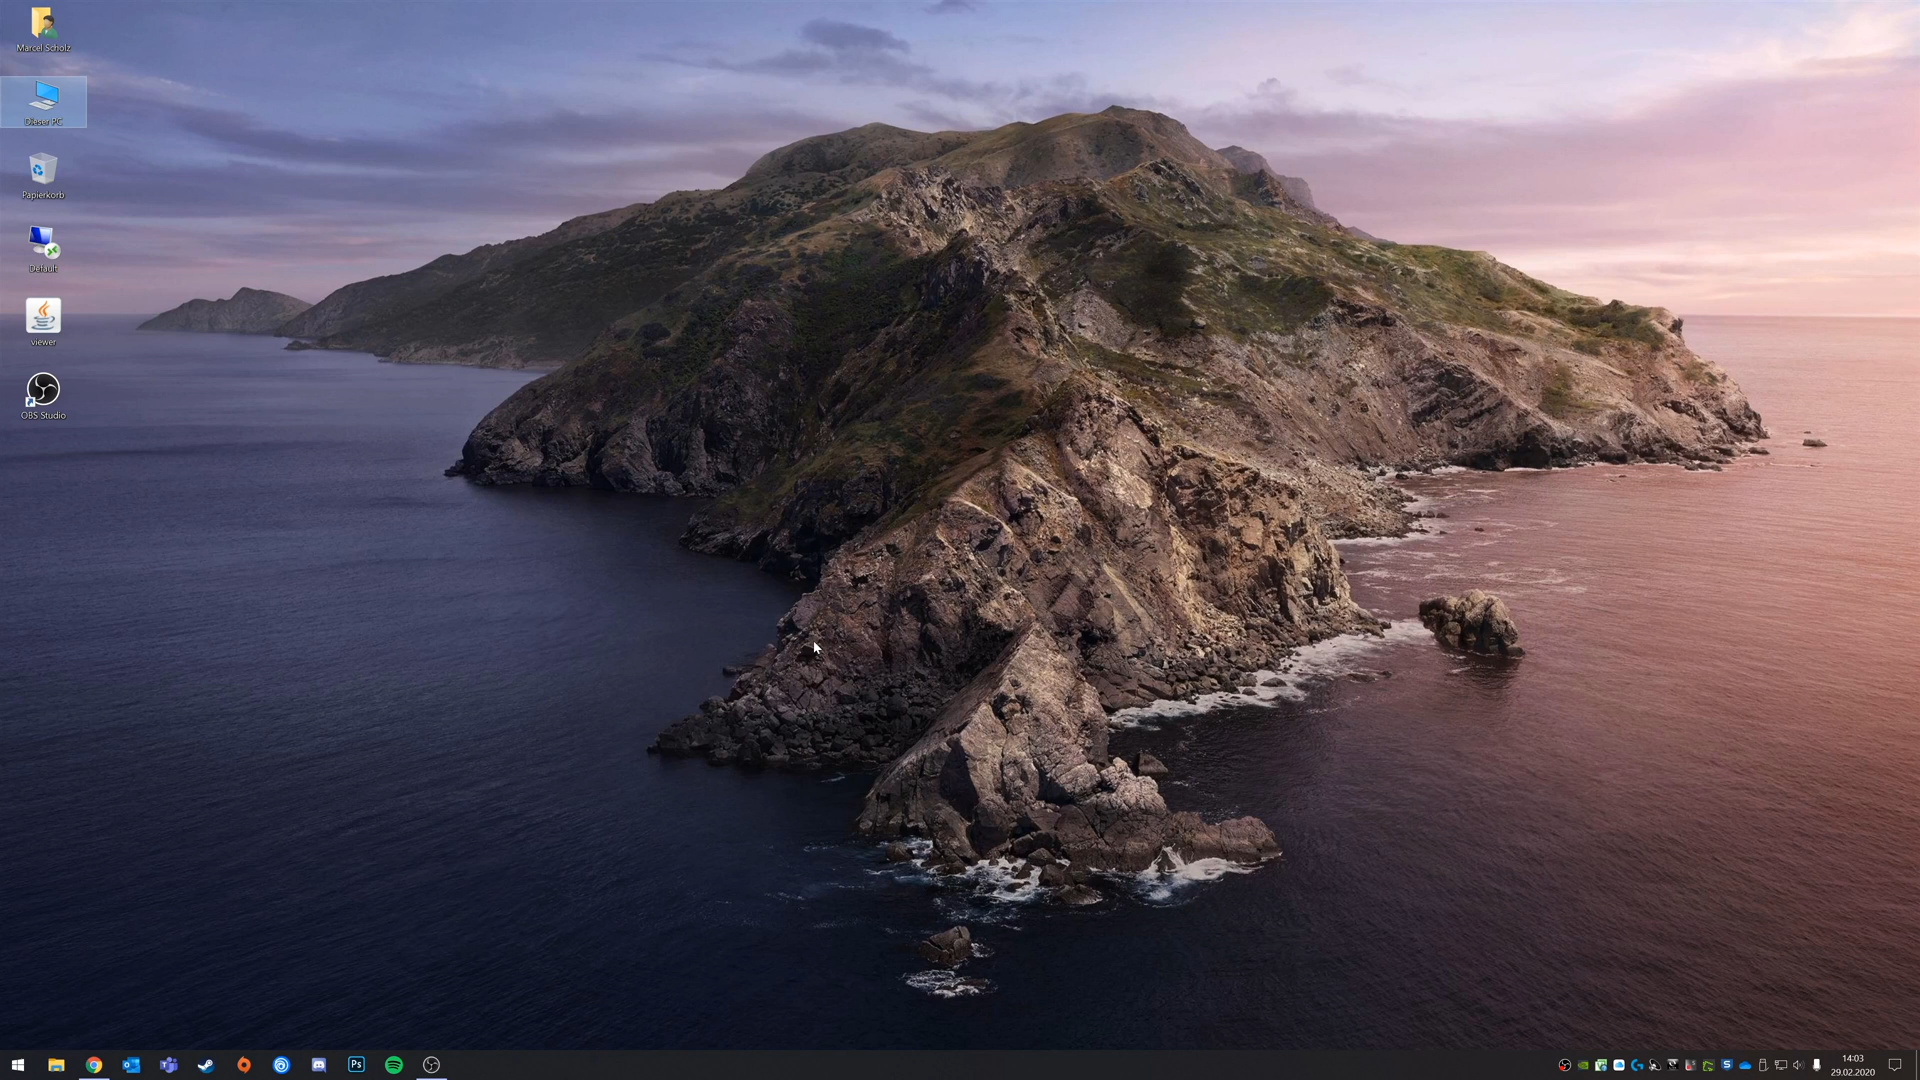 Marcel Scholz
Dieser PC
Papierkorb
Default
viewer
OBS Studio
Ps
14:03
29.02.2020